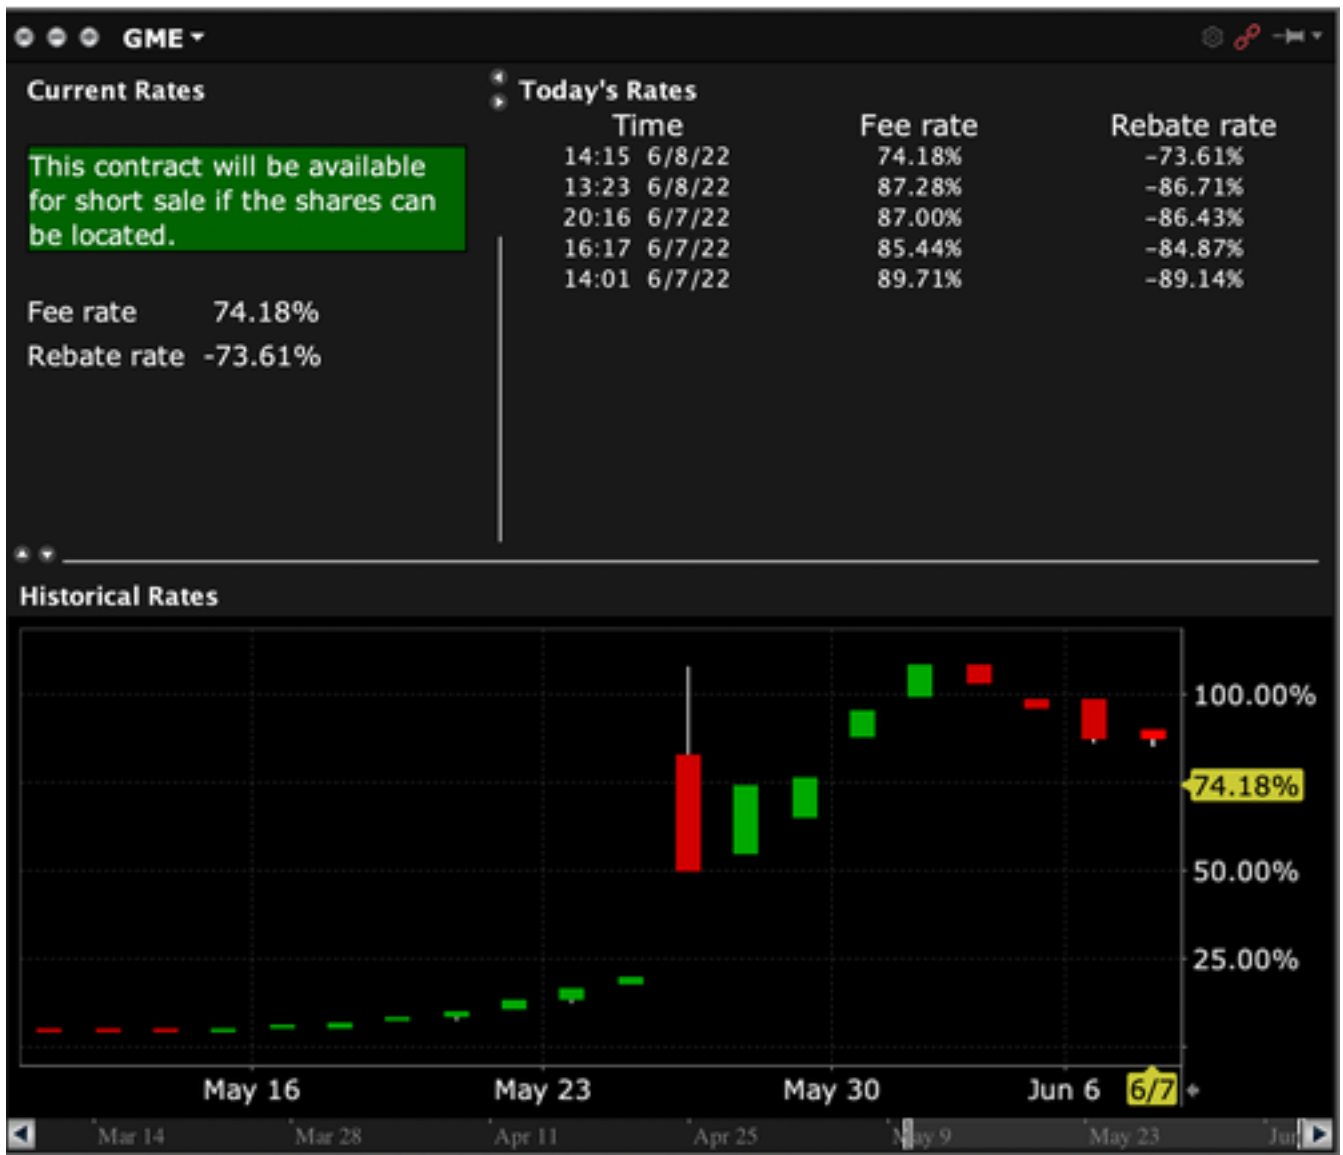 GME
Current Rates
This contract will be available
for short sale if the shares can
be located.
Fee rate 74.18%
Rebate rate -73.61%
Today's Rates
Time Fee rate Rebate rate
14:15 6/8/22 74.18% -73.61%
13:23 6/8/22 87.28% -86.71%
20:16 6/7/22 87.00% -86.43%
16:17 6/7/22 85.44% -84.87%
14:01 6/7/22 89.71% -89.14%
Historical Rates
100.00%
74.18%
50.00%
25.00%
May 16 May 23 May 30 Jun 6 6/7
Mar 14 Mar 28 Apr 11 Apr 25 May 9 May 23